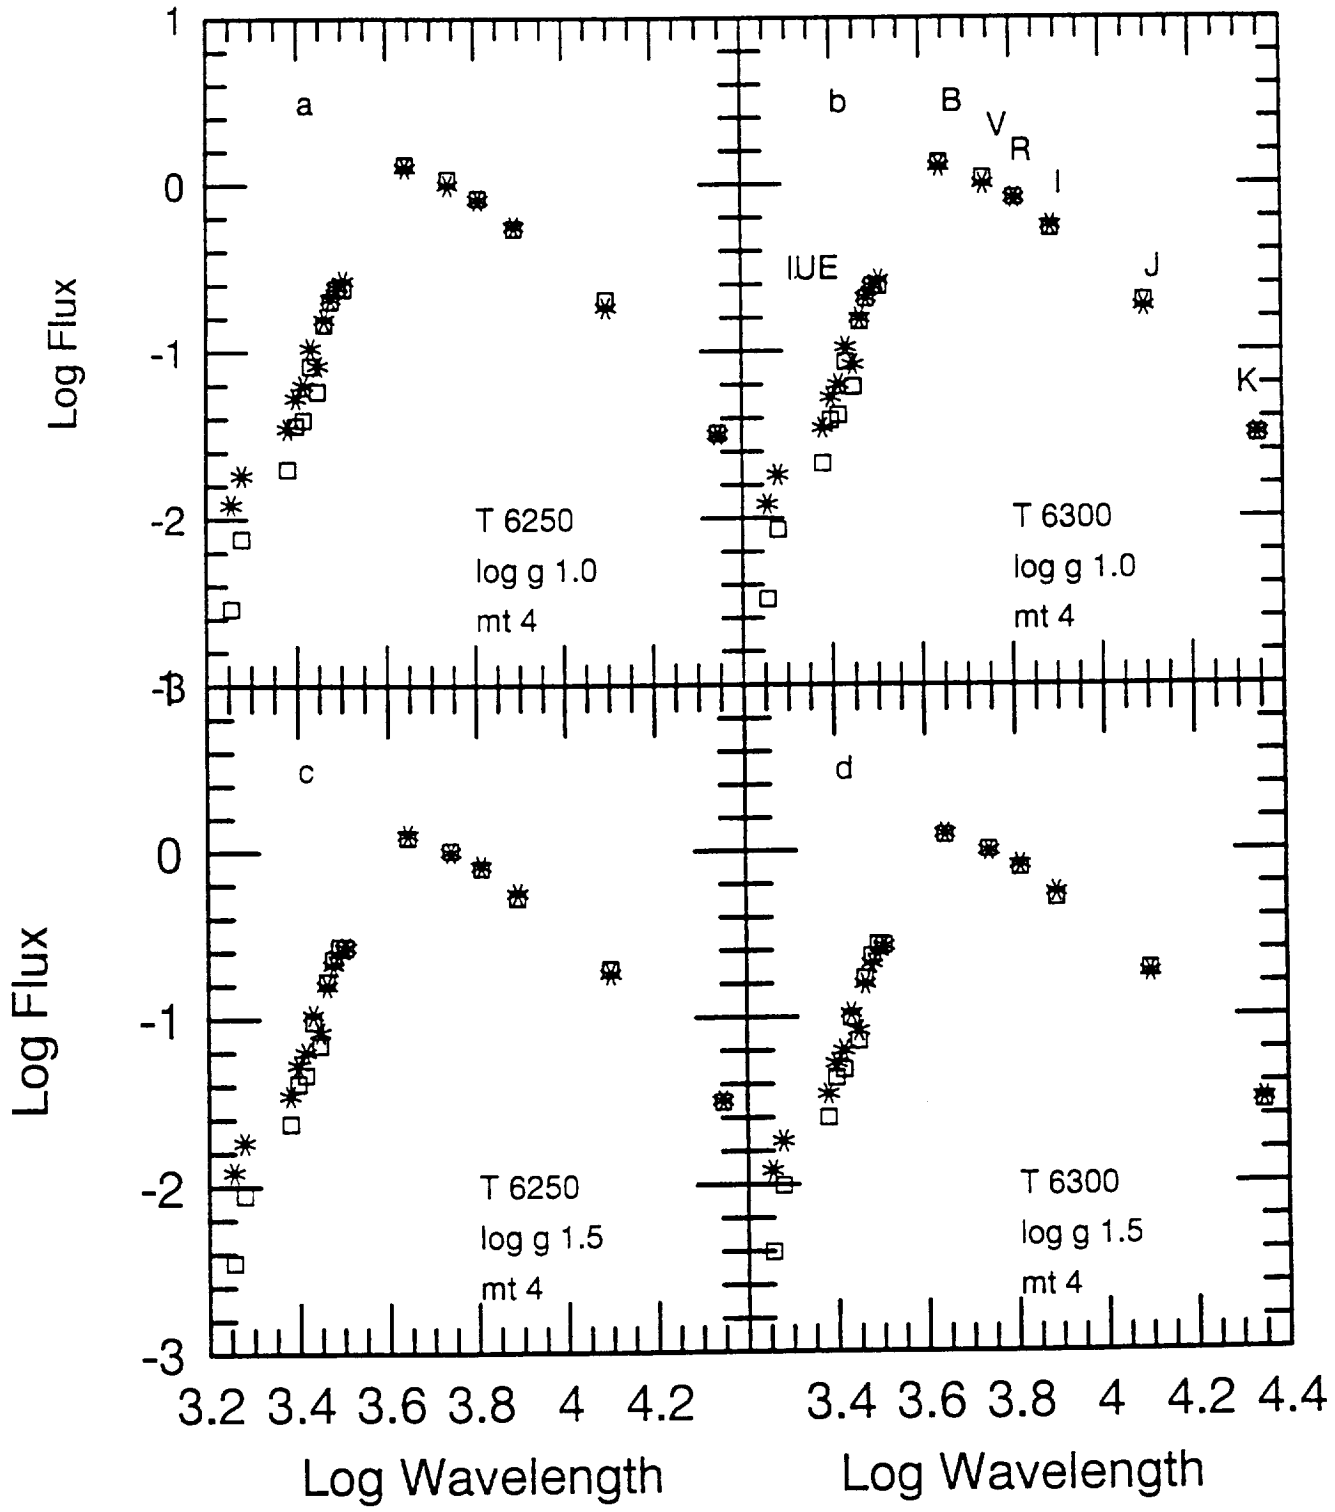 1
a
b
B
V
R
I
0
IUE
J
Log Flux
-1
K
-2
T 6250
log g 1.0
mt 4
T 6300
log g 1.0
mt 4
-3
c
d
0
Log Flux
-1
-2
T 6250
log g 1.5
mt 4
T 6300
log g 1.5
mt 4
-3
3.2 3.4 3.6 3.8 4 4.2
3.4 3.6 3.8 4 4.2 4.4
Log Wavelength
Log Wavelength